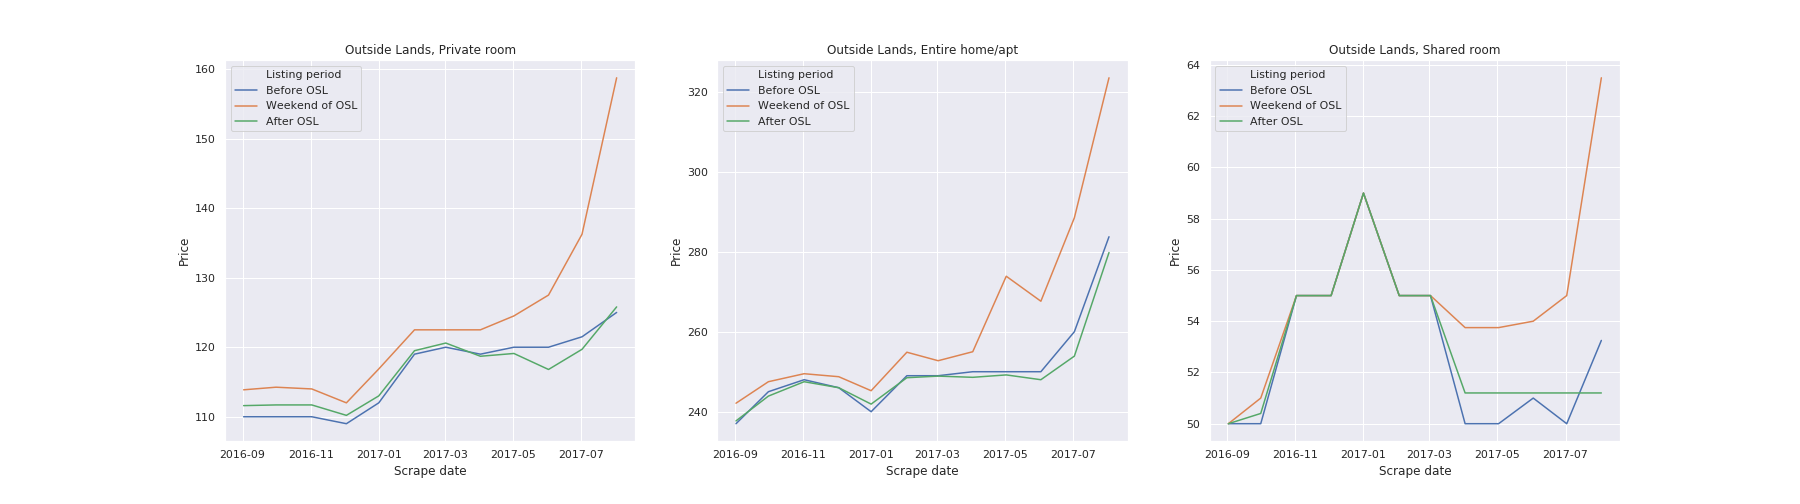 Outside Lands, Private room
160
150
140
130
120
110
Price
Listing period
Before OSL
Weekend of OSL
After OSL
2016-09 2016-11 2017-01 2017-03 2017-05 2017-07
Scrape date
Outside Lands, Entire home/apt
320
300
280
260
240
Price
Listing period
Before OSL
Weekend of OSL
After OSL
2016-09 2016-11 2017-01 2017-03 2017-05 2017-07
Scrape date
Outside Lands, Shared room
64
62
60
58
56
54
52
50
Price
Listing period
Before OSL
Weekend of OSL
After OSL
2016-09 2016-11 2017-01 2017-03 2017-05 2017-07
Scrape date